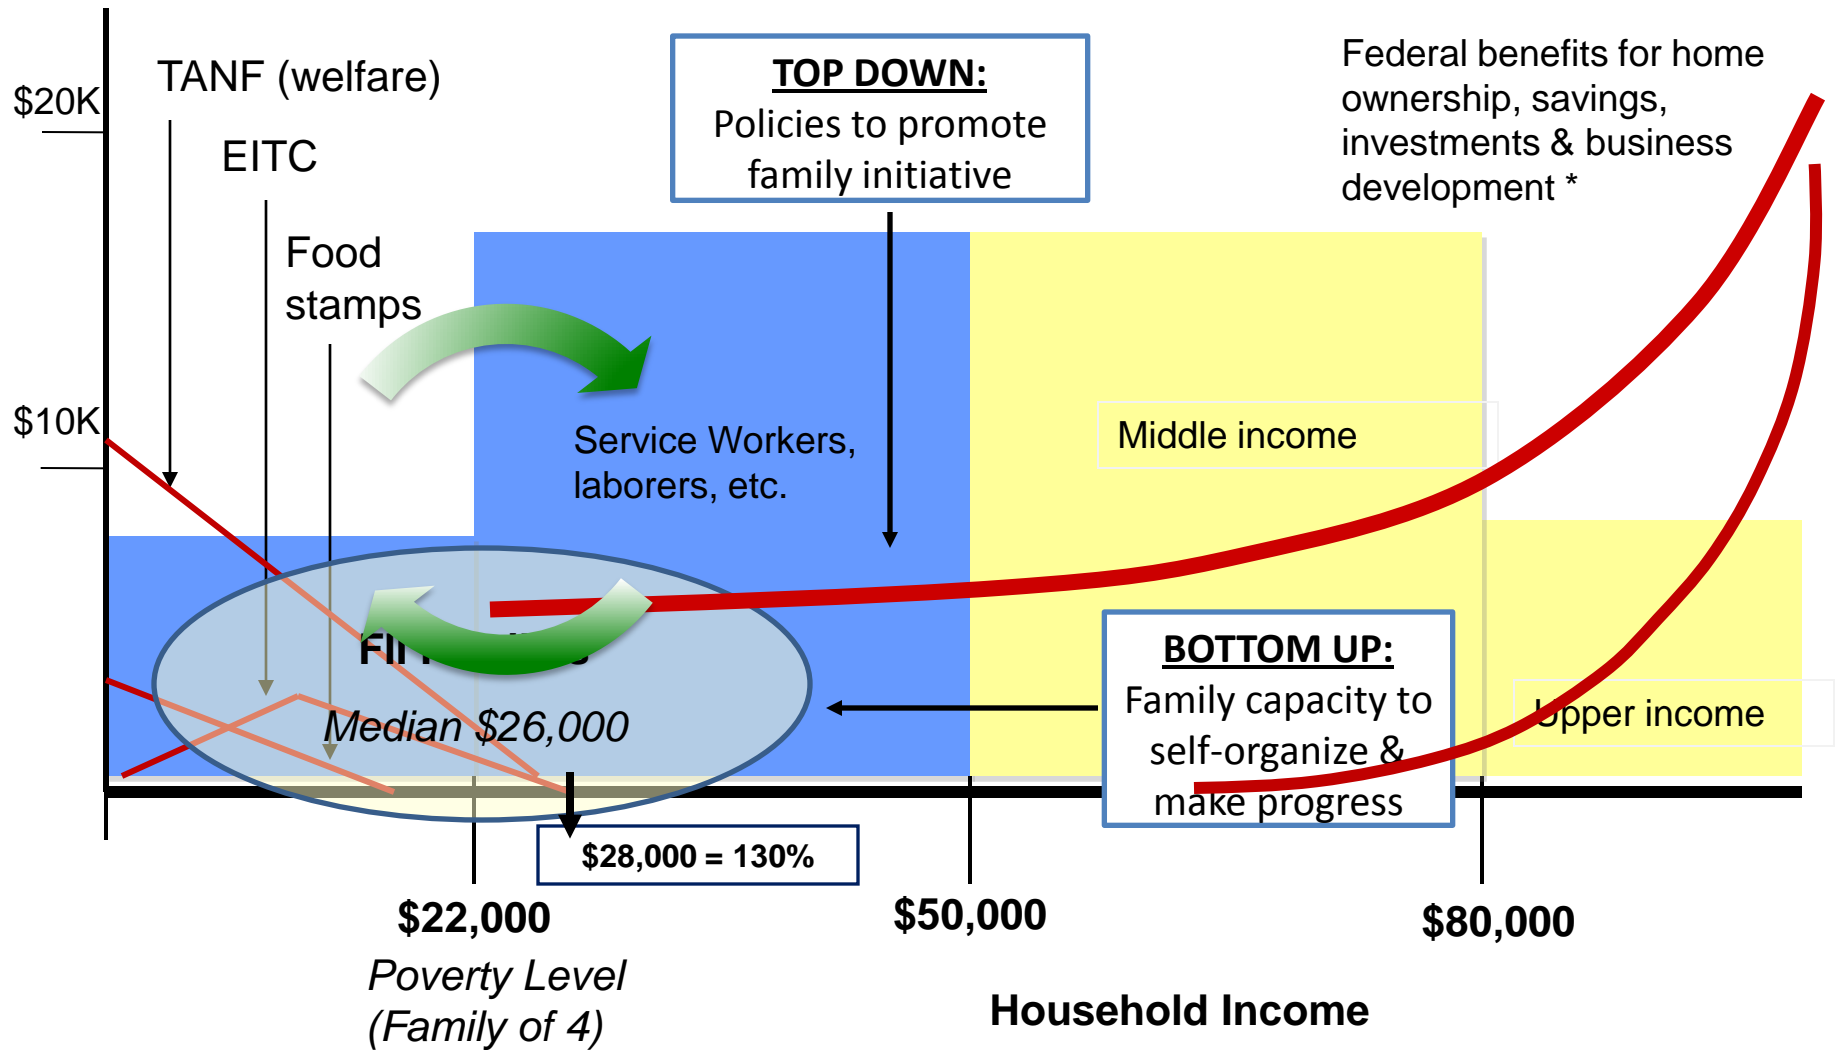 $20K
TANF (welfare)
EITC
Food
stamps
TOP DOWN:
Policies to promote
family initiative
Federal benefits for home
ownership, savings,
investments & business
development *
$10K
Service Workers,
laborers, etc.
Middle income
Median $26,000
BOTTOM UP:
Family capacity to
self-organize &
make progress
Upper income
$28,000 = 130%
$22,000
$50,000
$80,000
Poverty Level
(Family of 4)
Household Income